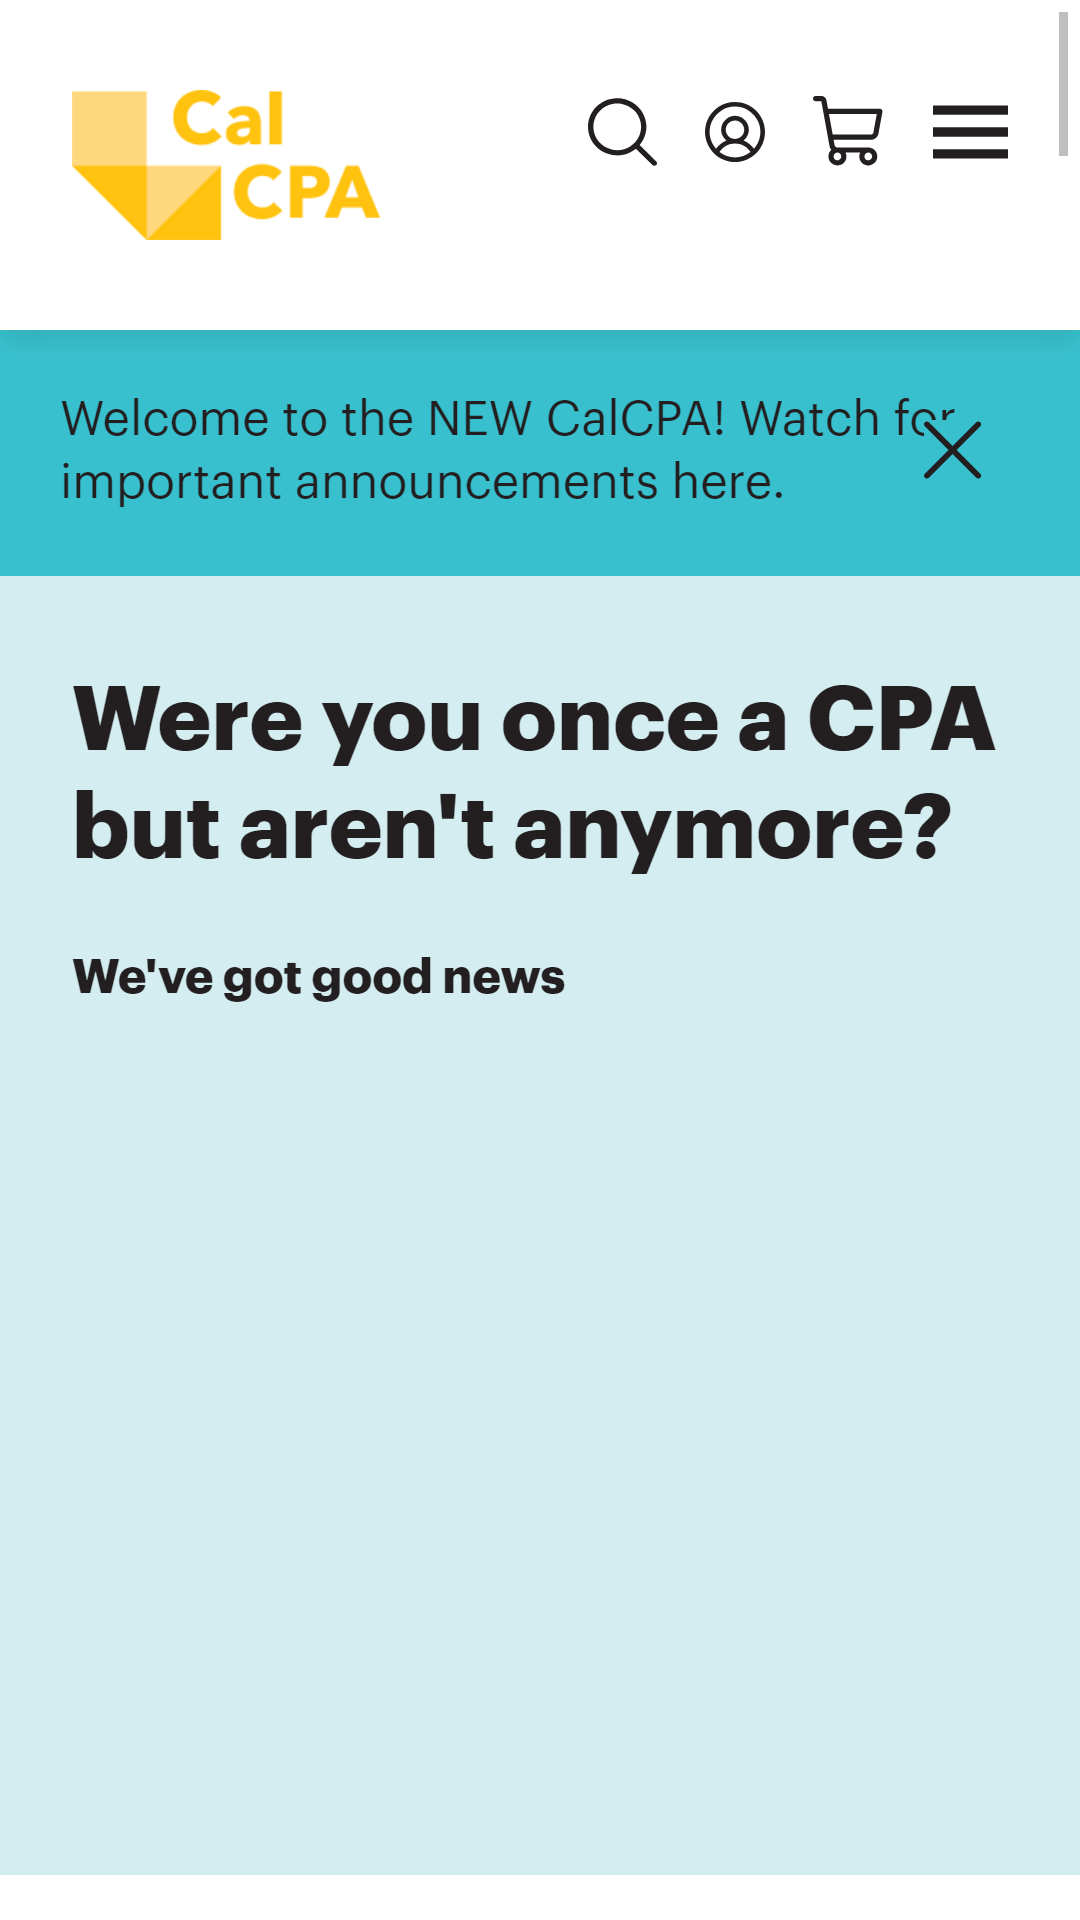 Cal
CPA
Welcome to the NEW CalCPA! Watch for
important announcements here.
Were you once a CPA
but aren't anymore?
We've got good news